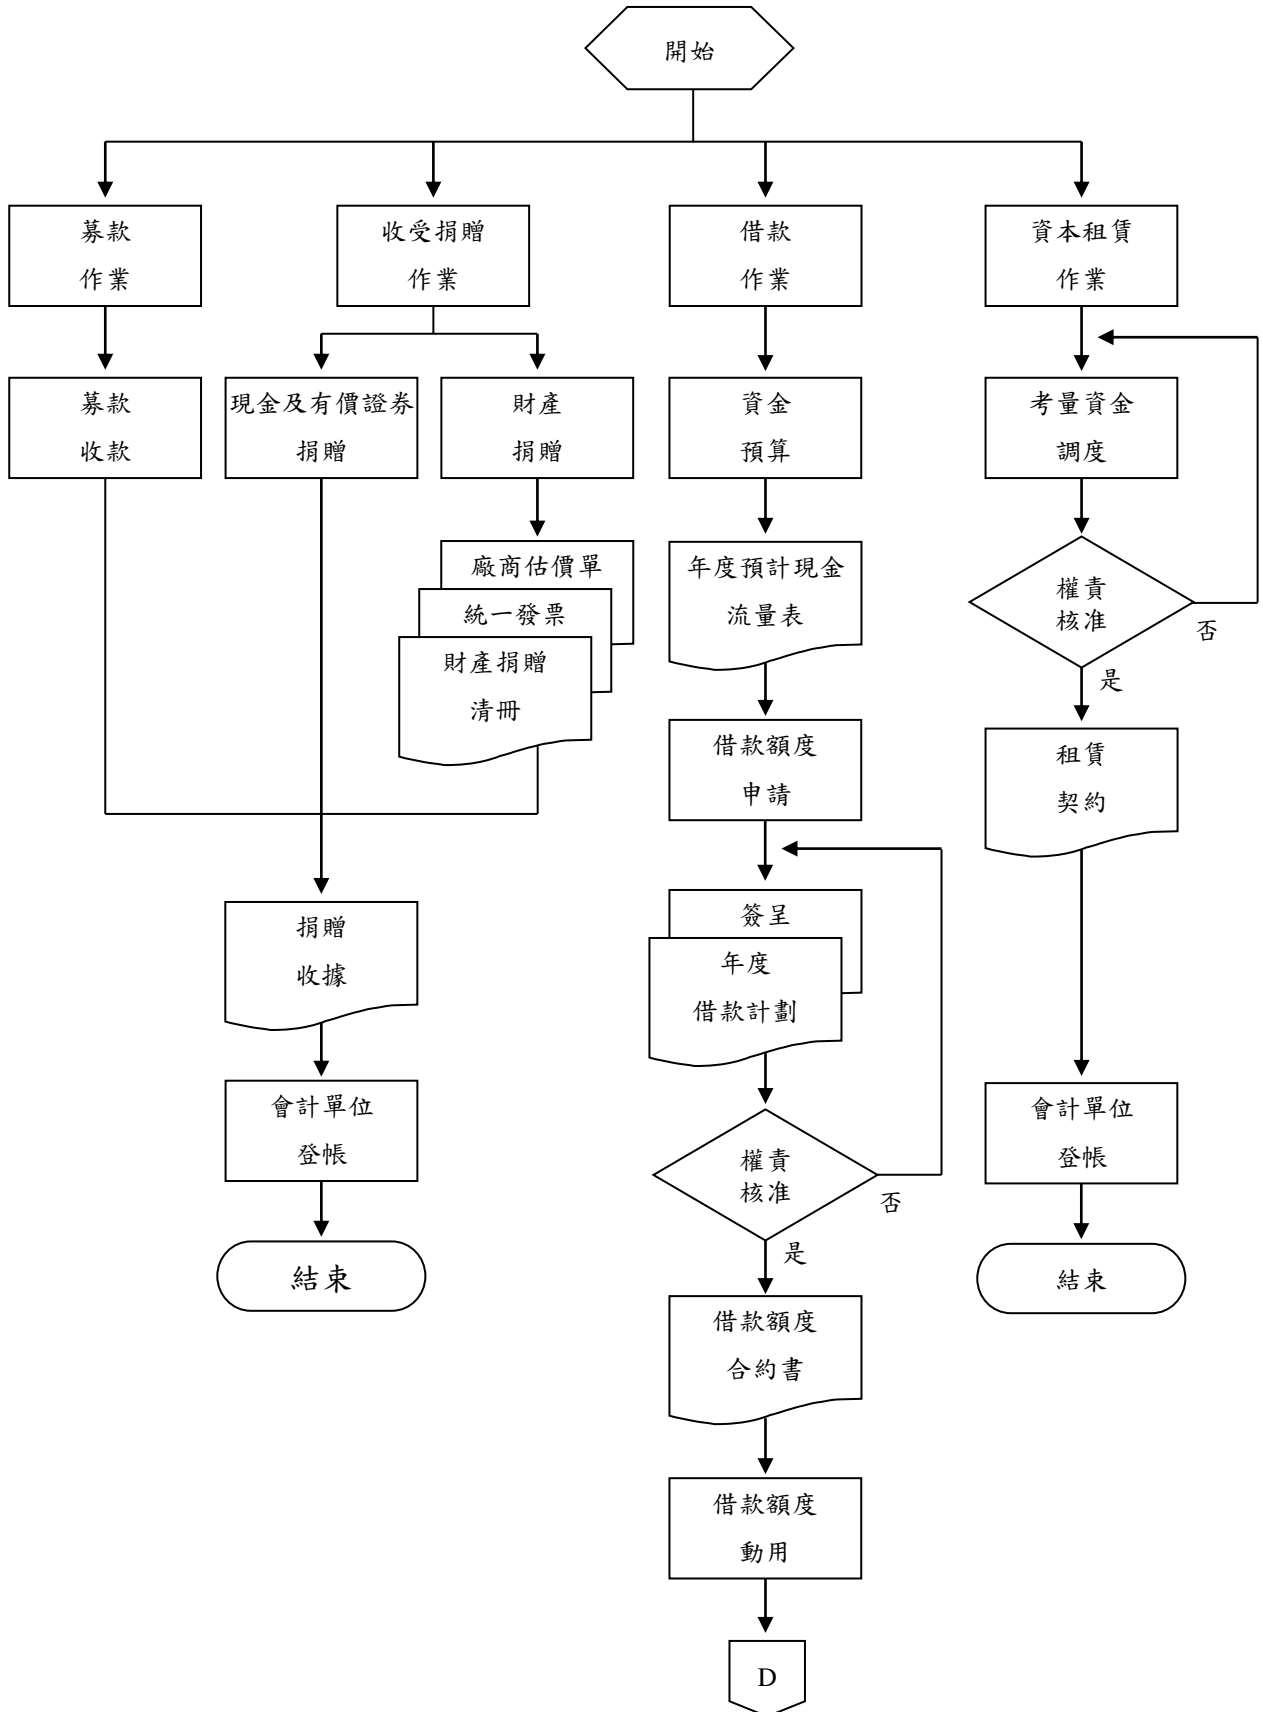 開始
募款
作業
收受捐贈
作業
借款
作業
資本租賃
作業
募款
收款
現金及有價證券
捐贈
財產
捐贈
資金
預算
考量資金
調度
廠商估價單
統一發票
財產捐贈
清冊
年度預計現金
流量表
權責
核准
否
是
借款額度
申請
租賃
契約
捐贈
收據
簽呈
年度
借款計劃
會計單位
登帳
權責
核准
否
是
會計單位
登帳
結束
結束
借款額度
合約書
借款額度
動用
D